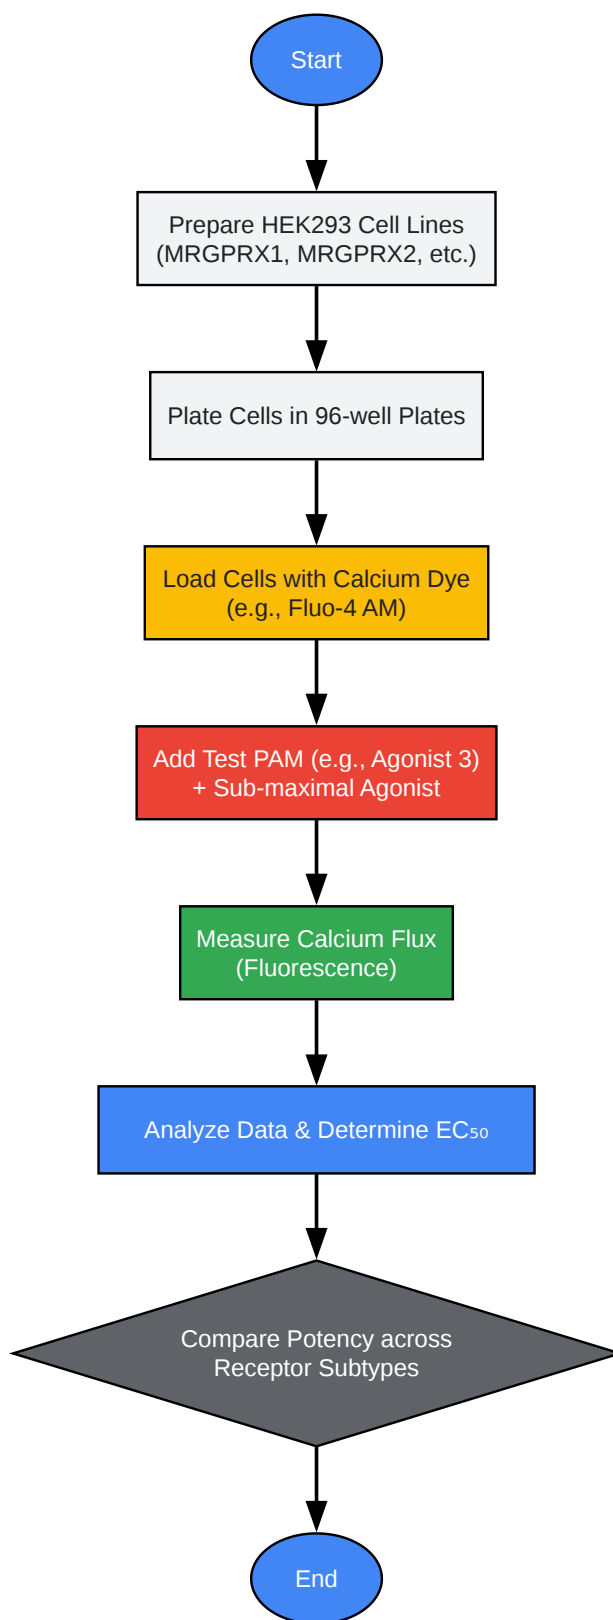 Start
Prepare HEK293 Cell Lines
(MRGPRX1, MRGPRX2, etc.)
Plate Cells in 96-well Plates
Load Cells with Calcium Dye
(e.g., Fluo-4 AM)
Add Test PAM (e.g., Agonist 3)
+ Sub-maximal Agonist
Measure Calcium Flux
(Fluorescence)
Analyze Data & Determine EC₅₀
Compare Potency across
Receptor Subtypes
End